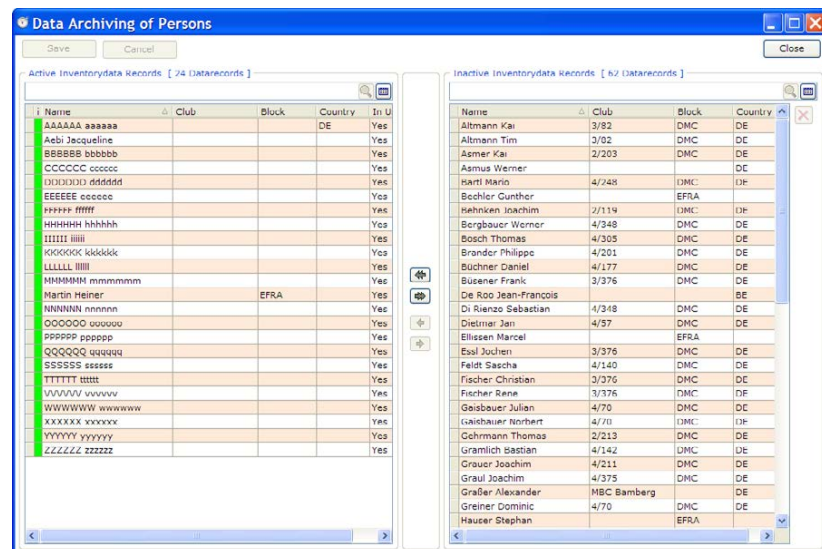 Data Archiving of Persons
Save Cancel Close
Active Inventorydata Records [ 24 Datarecords ]
i Name Club Block Country In U
AAAAAA aaaaaa DE Yes
Aebi Jacqueline Yes
BBBBBB bbbbbb Yes
CCCCCC cccccc Yes
DDDDDD dddddd Yes
EEEEEE eeeeee Yes
FFFFFF ffffff Yes
HHHHHH hhhhhh Yes
IIIIII iiiiii Yes
KKKKKK kkkkkk Yes
LLLLLL llllll Yes
MMMMMM mmmmmm Yes
Martin Heiner EFRA Yes
NNNNNN nnnnnn Yes
OOOOOO oooooo Yes
PPPPPP pppppp Yes
QQQQQQ qqqqqq Yes
SSSSSS ssssss Yes
TTTTTT tttttt Yes
VVVVVV vvvvvv Yes
WWWWWW wwwwww Yes
XXXXXX xxxxxx Yes
YYYYYY yyyyyy Yes
ZZZZZZ zzzzzz Yes
Inactive Inventorydata Records [ 62 Datarecords ]
Name Club Block Country
Altmann Kai 3/82 DMC DE
Altmann Tim 3/82 DMC DE
Asmer Kai 2/203 DMC DE
Asmus Werner DE
Bartl Mario 4/248 DMC DE
Bechler Gunther EFRA
Behnken Joachim 2/119 DMC DE
Bergbauer Werner 4/348 DMC DE
Bosch Thomas 4/305 DMC DE
Brander Philippe 4/201 DMC DE
Büchner Daniel 4/177 DMC DE
Büsener Frank 3/376 DMC DE
De Roo Jean-François BE
Di Rienzo Sebastian 4/348 DMC DE
Dietmar Jan 4/57 DMC DE
Ellissen Marcel EFRA
Essl Jochen 3/376 DMC DE
Feldt Sascha 4/140 DMC DE
Fischer Christian 3/376 DMC DE
Fischer Rene 3/376 DMC DE
Gaisbauer Julian 4/70 DMC DE
Gaisbauer Norbert 4/70 DMC DE
Gehrmann Thomas 2/213 DMC DE
Gramlich Bastian 4/142 DMC DE
Grauer Joachim 4/211 DMC DE
Graul Joachim 4/375 DMC DE
Graßer Alexander MBC Bamberg DE
Greiner Dominic 4/70 DMC DE
Hauser Stephan EFRA